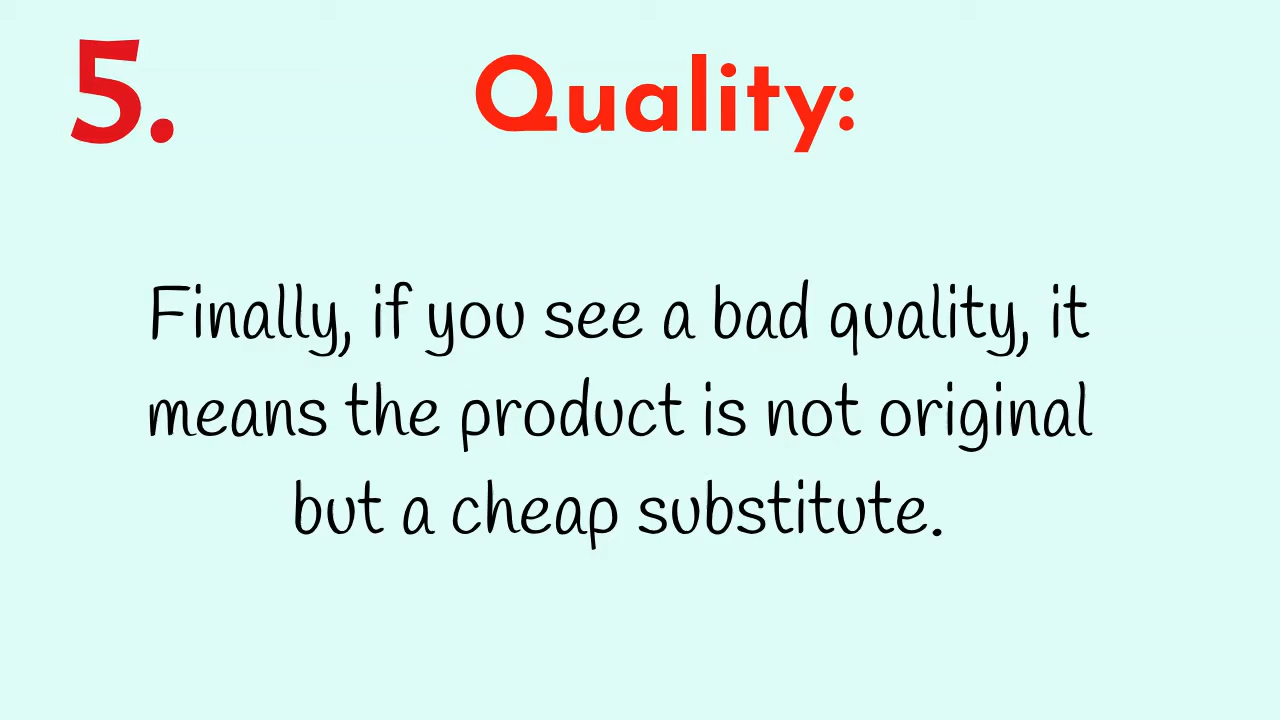 5. Quality:
Finally, if you see a bad quality, it
means the product is not original
but a cheap substitute.